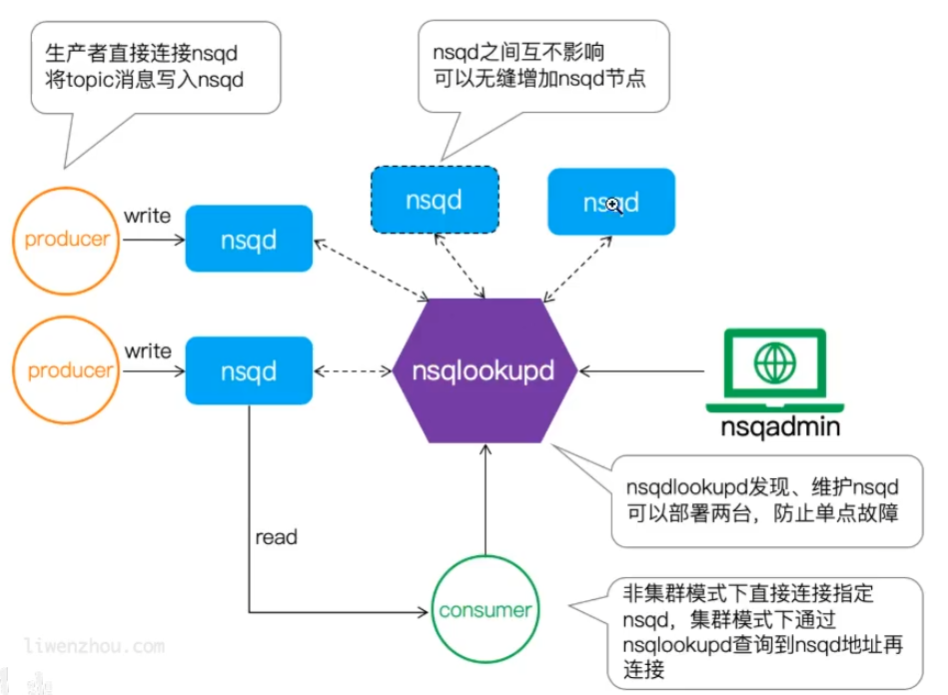 生产者直接连接nsqd
将topic消息写入nsqd
nsqd之间互不影响
可以无缝增加nsqd节点
nsqd
nsqd
producer
write
nsqd
producer
write
nsqd
nsqlookupd
nsqadmin
nsqdlookupd发现、维护nsqd
可以部署两台，防止单点故障
read
consumer
非集群模式下直接连接指定
nsqd，集群模式下通过
nsqlookupd查询到nsqd地址再
连接
liwenzhou.com